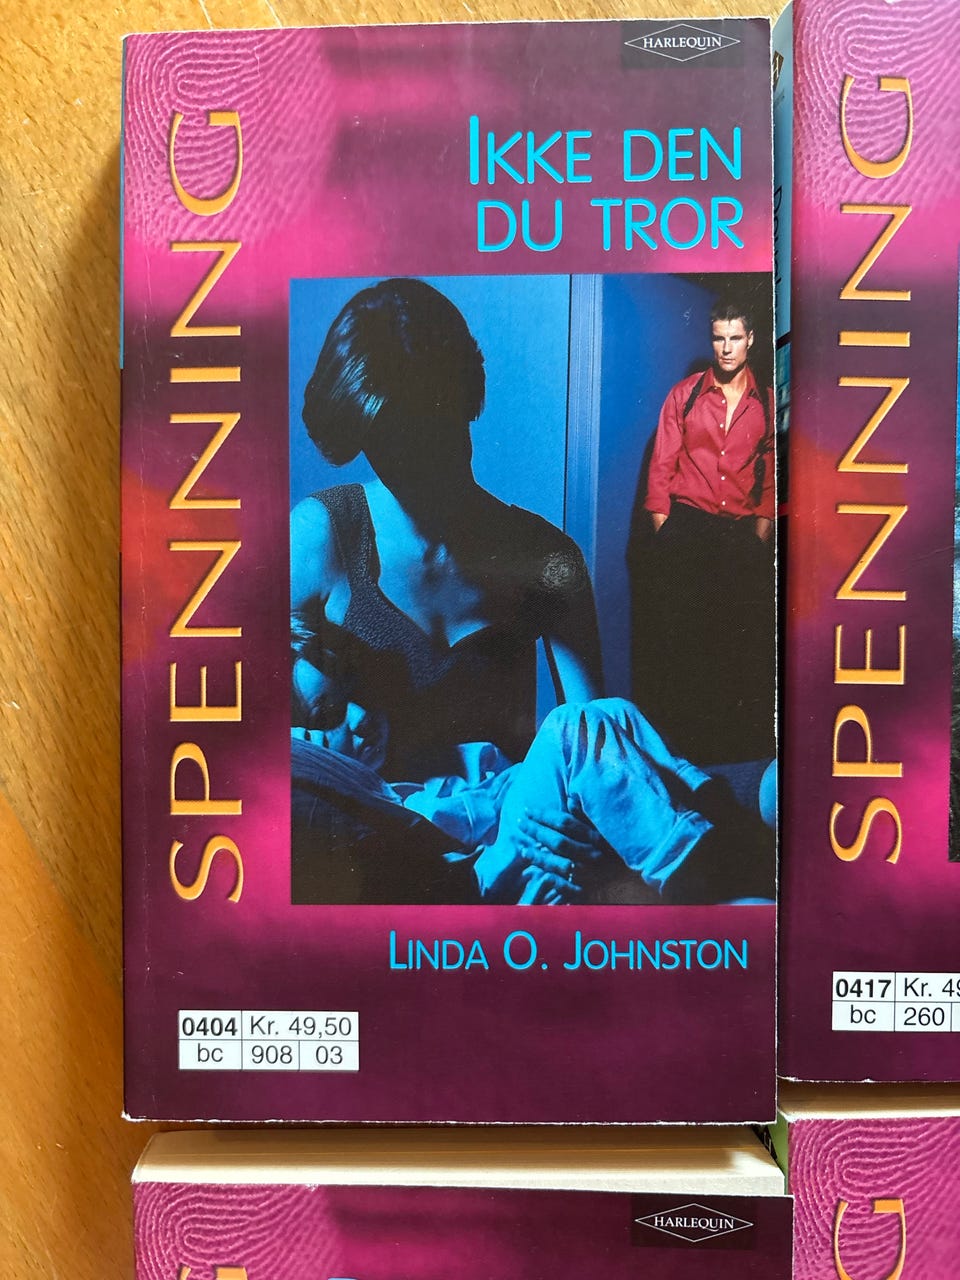 HARLEQUIN
SPENNING
IKKE DEN
DU TROR
LINDA O. JOHNSTON
0404 Kr. 49,50
bc 908 03
SPENNING
0417 Kr. 49
bc 260
HARLEQUIN
G
G